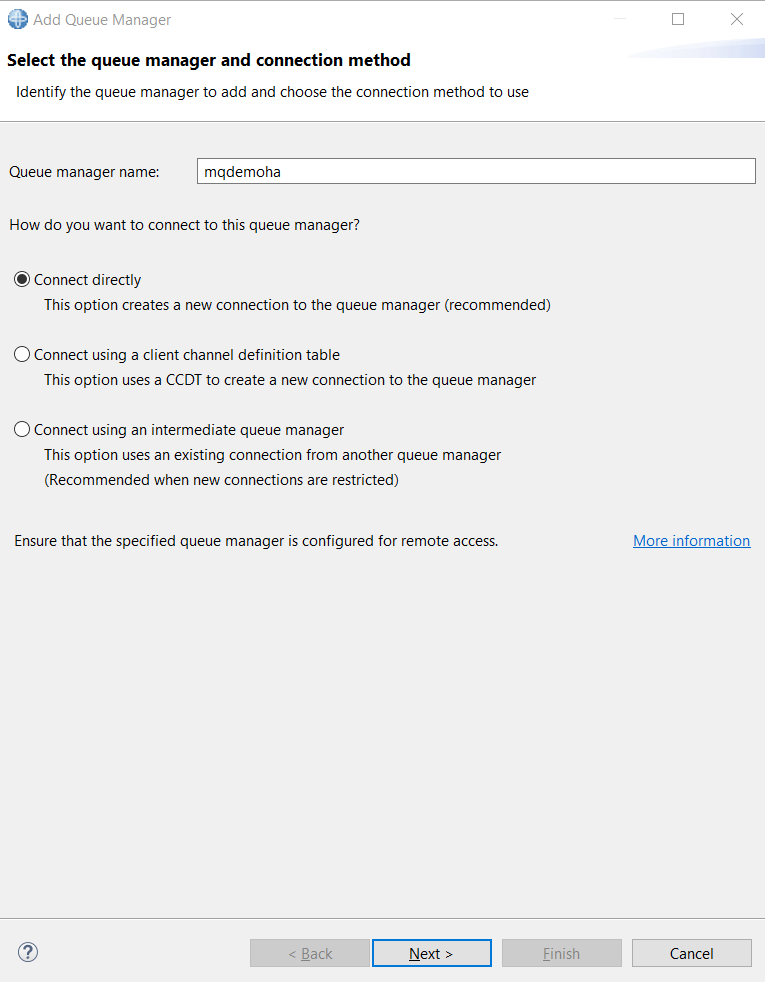 Add Queue Manager
Select the queue manager and connection method
Identify the queue manager to add and choose the connection method to use
Queue manager name: mqdemoha
How do you want to connect to this queue manager?
Connect directly
This option creates a new connection to the queue manager (recommended)
Connect using a client channel definition table
This option uses a CCDT to create a new connection to the queue manager
Connect using an intermediate queue manager
This option uses an existing connection from another queue manager
(Recommended when new connections are restricted)
Ensure that the specified queue manager is configured for remote access. More information
? < Back Next > Finish Cancel